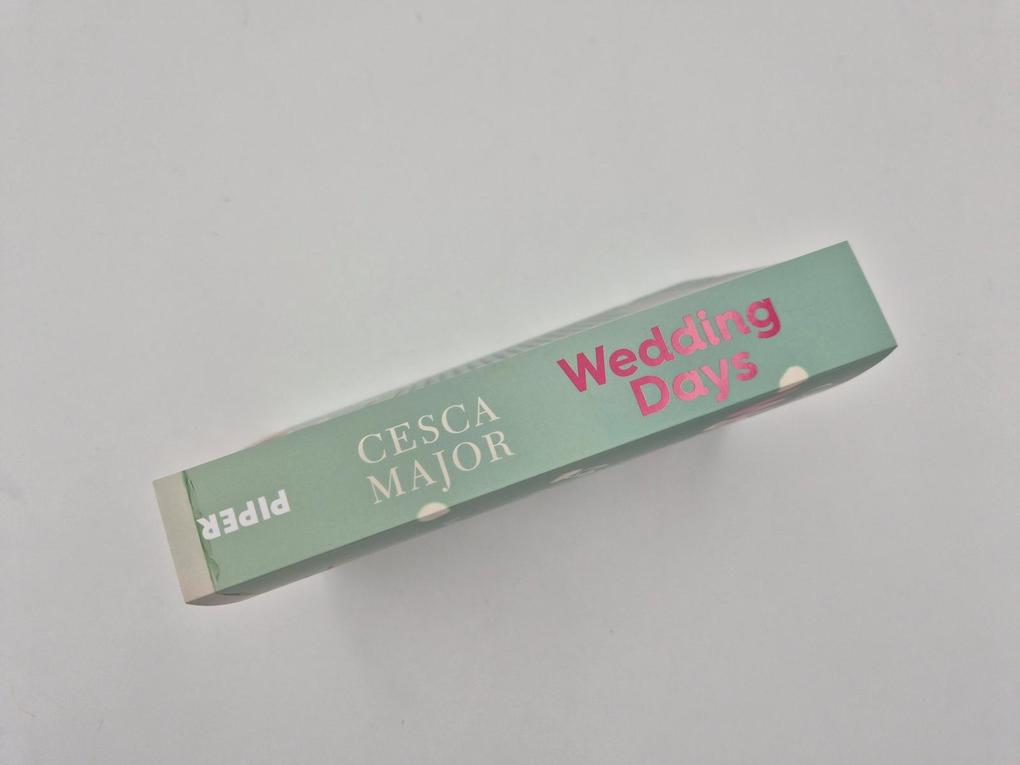 CESCA
MAJOR
Wedding
Days
PIPER